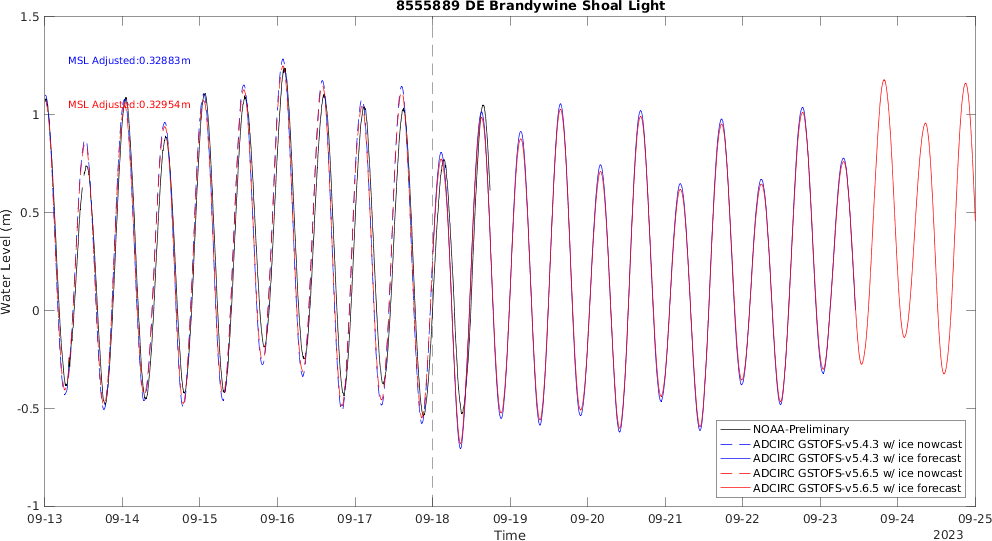 8555889 DE Brandywine Shoal Light
1.5
1
0.5
0
-0.5
-1
Water Level (m)
MSL Adjusted:0.32883m
MSL Adjusted:0.32954m
NOAA-Preliminary
ADCIRC GSTOFS-v5.4.3 w/ ice nowcast
ADCIRC GSTOFS-v5.4.3 w/ ice forecast
ADCIRC GSTOFS-v5.6.5 w/ ice nowcast
ADCIRC GSTOFS-v5.6.5 w/ ice forecast
09-13 09-14 09-15 09-16 09-17 09-18 09-19 09-20 09-21 09-22 09-23 09-24 09-25
Time
2023